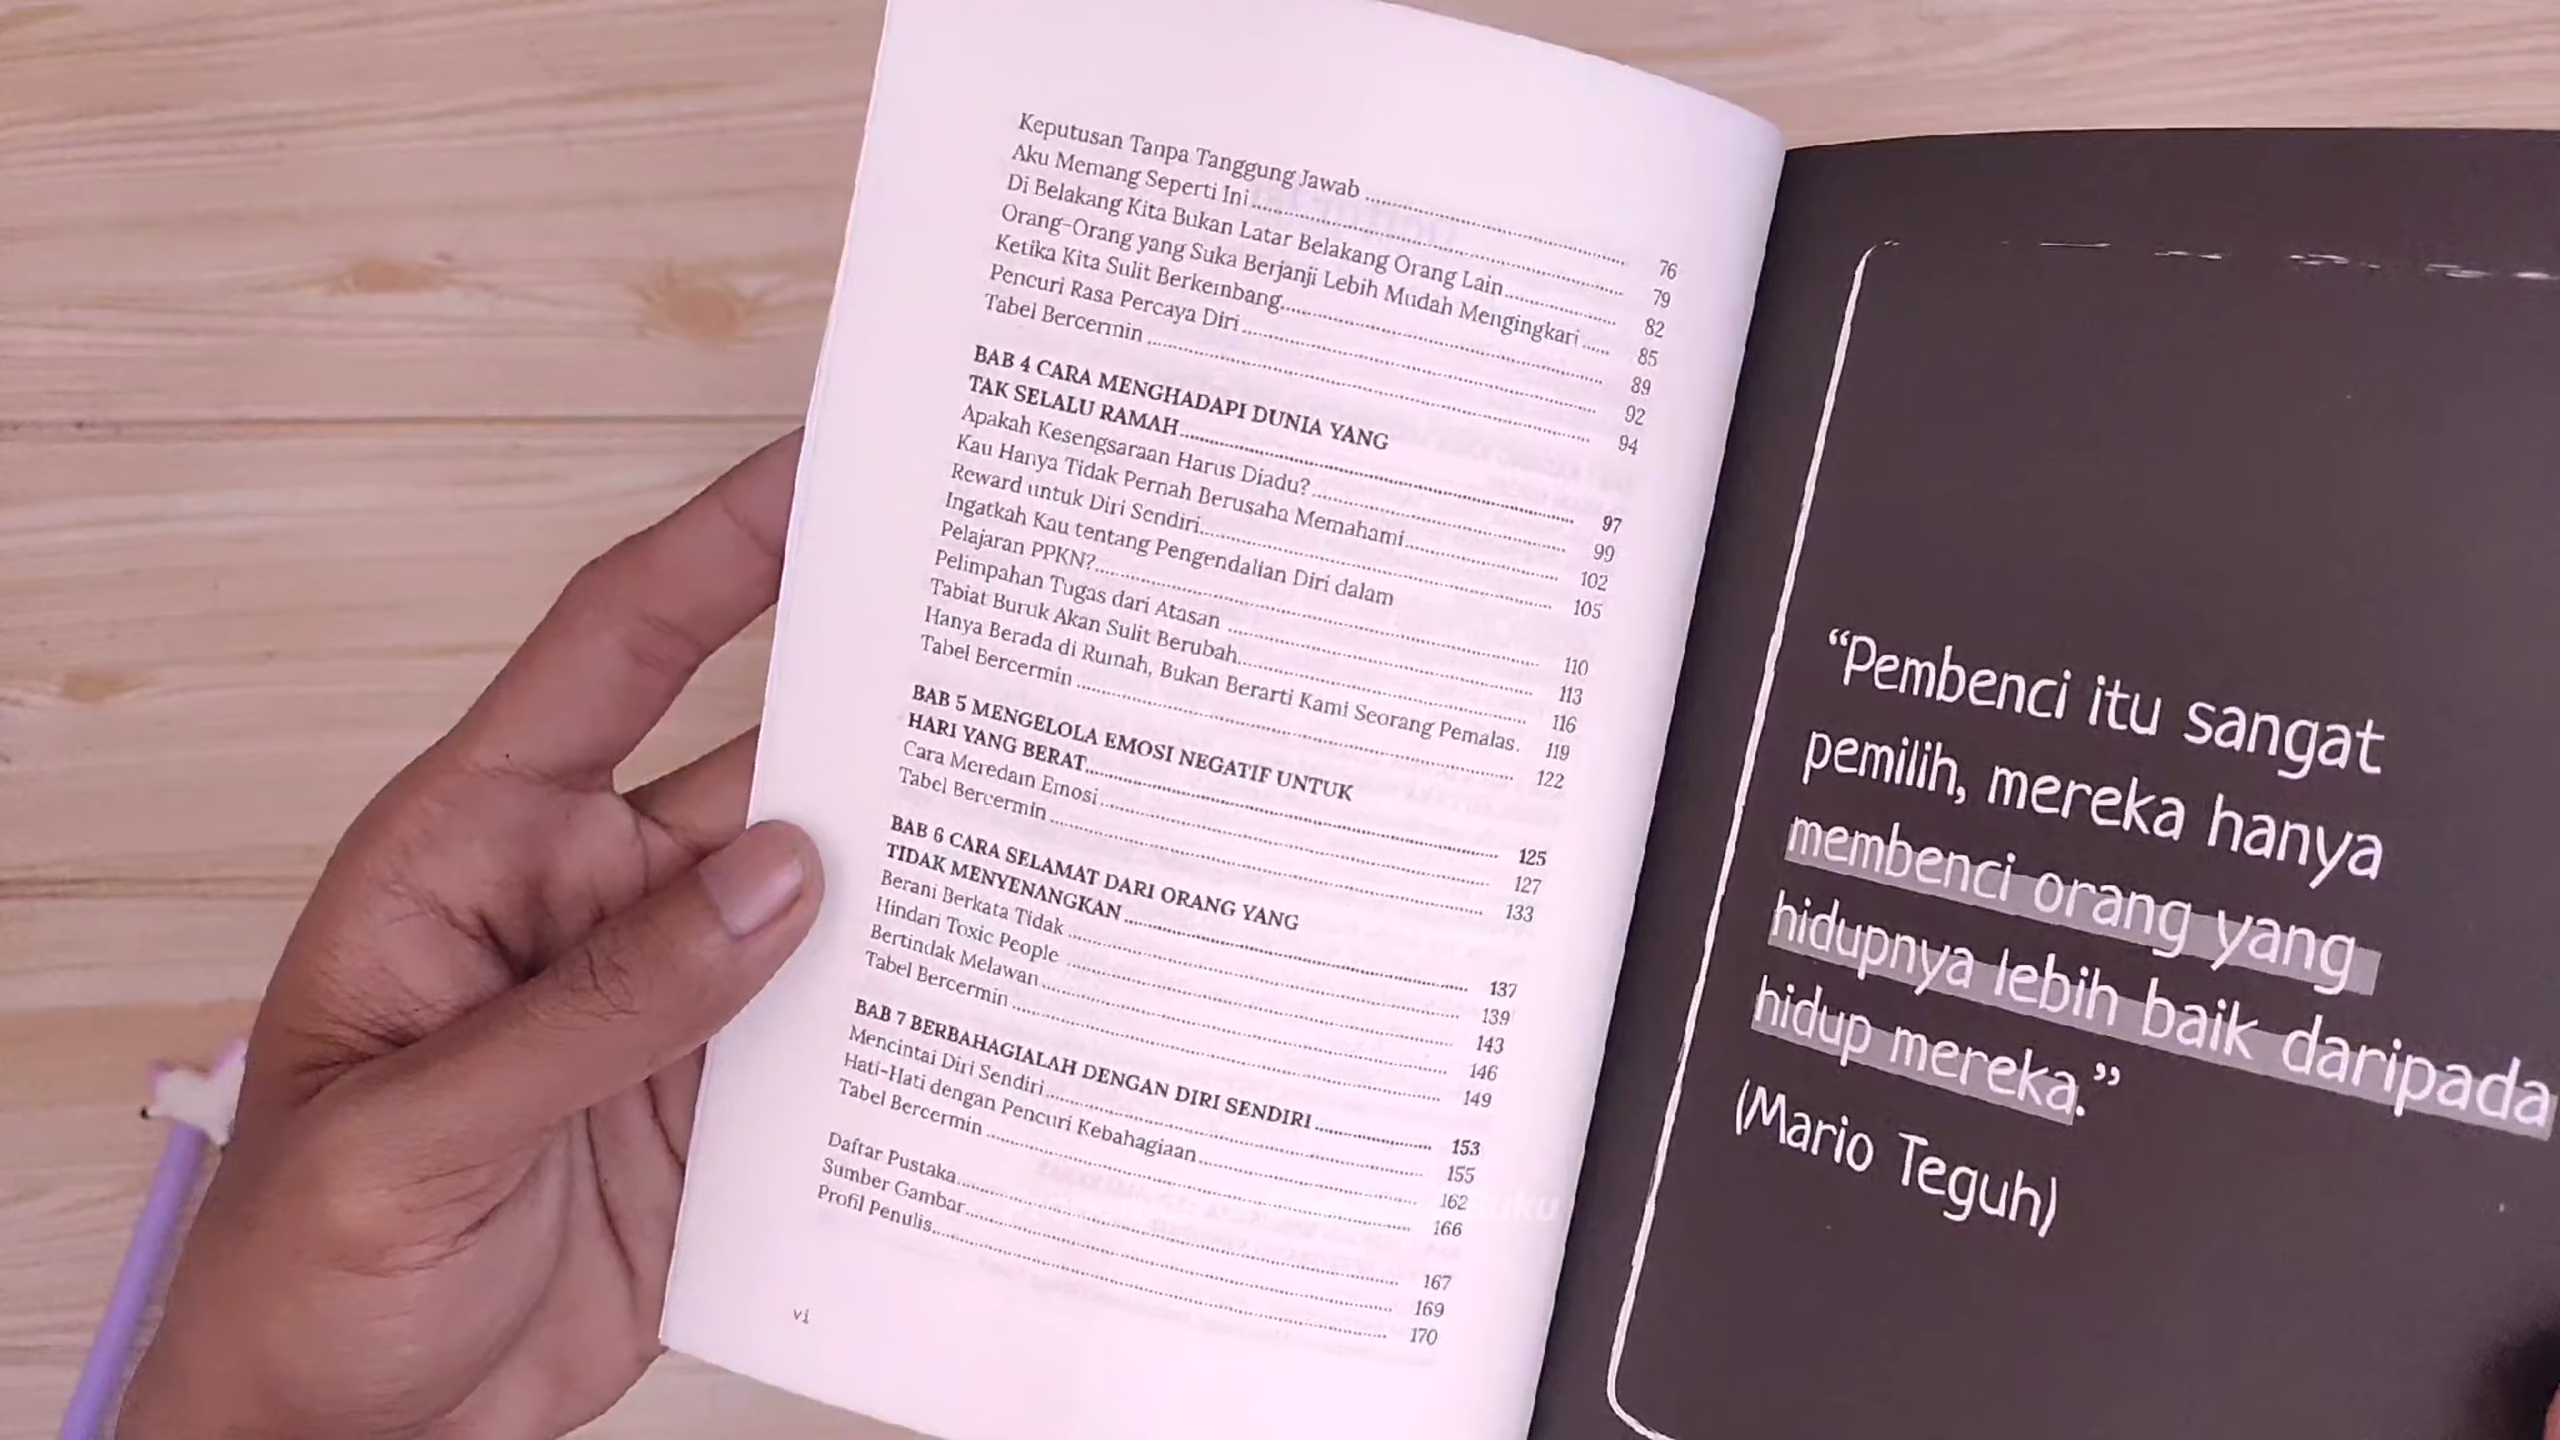 Keputusan Tanpa Tanggung Jawab ........ 76
Aku Memang Seperti Ini ........ 79
Di Belakang Kita Bukan Latar Belakang Orang Lain ........ 82
Orang-Orang yang Suka Berjanji Lebih Mudah Mengingkari ...... 85
Ketika Kita Sulit Berkembang ........ 89
Pencuri Rasa Percaya Diri ........ 92
Tabel Bercermin ........ 94
BAB 4 CARA MENGHADAPI DUNIA YANG
TAK SELALU RAMAH ........ 97
Apakah Kesengsaraan Harus Diadu? ........ 99
Kau Hanya Tidak Pernah Berusaha Memahami ........ 102
Reward untuk Diri Sendiri ........ 105
Ingatkah Kau tentang Pengendalian Diri dalam
Pelajaran PPKN? ........ 110
Pelimpahan Tugas dari Atasan ........ 113
Tabiat Buruk Akan Sulit Berubah ........ 116
Hanya Berada di Rumah, Bukan Berarti Kami Seorang Pemalas. 119
Tabel Bercermin ........ 122
BAB 5 MENGELOLA EMOSI NEGATIF UNTUK
HARI YANG BERAT ........ 125
Cara Meredam Emosi ........ 127
Tabel Bercermin ........ 133
BAB 6 CARA SELAMAT DARI ORANG YANG
TIDAK MENYENANGKAN ........ 137
Berani Berkata Tidak ........ 139
Hindari Toxic People ........ 143
Bertindak Melawan ........ 146
Tabel Bercermin ........ 149
BAB 7 BERBAHAGIALAH DENGAN DIRI SENDIRI ........ 153
Mencintai Diri Sendiri ........ 155
Hati-Hati dengan Pencuri Kebahagiaan ........ 162
Tabel Bercermin ........ 166
Daftar Pustaka ........ 167
Sumber Gambar ........ 169
Profil Penulis ........ 170
vi
“Pembenci itu sangat
pemilih, mereka hanya
membenci orang yang
hidupnya lebih baik daripada
hidup mereka.”
(Mario Teguh)